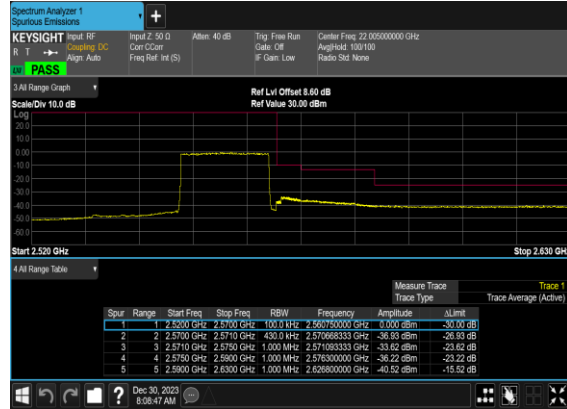 Spectrum Analyzer 1
Spurious Emissions
KEYSIGHT Input: RF Input Z: 50 Ω Atten: 40 dB Trig: Free Run Center Freq: 22.005000000 GHz
R T Coupling: DC Corr CCorr Gate: Off Avg|Hold: 100/100
Align: Auto Freq Ref: Int (S) IF Gain: Low Radio Std: None
PASS
3 All Range Graph
Ref Lvl Offset 8.60 dB
Scale/Div 10.0 dB Ref Value 30.00 dBm
Log
20.0
10.0
0.00
-10.0
-20.0
-30.0
-40.0
-50.0
-60.0
Start 2.520 GHz Stop 2.630 GH
4 All Range Table
Measure Trace Trace 1
Trace Type Trace Average (Active)
Spur Range Start Freq Stop Freq RBW Frequency Amplitude ΔLimit
1 1 2.5200 GHz 2.5700 GHz 100.0 kHz 2.560750000 GHz 0.000 dBm -30.00 dB
2 2 2.5700 GHz 2.5710 GHz 430.0 kHz 2.570668333 GHz -36.93 dBm -26.93 dB
3 3 2.5710 GHz 2.5750 GHz 1.000 MHz 2.571093333 GHz -33.62 dBm -23.62 dB
4 4 2.5750 GHz 2.5900 GHz 1.000 MHz 2.576300000 GHz -36.22 dBm -23.22 dB
5 5 2.5900 GHz 2.6300 GHz 1.000 MHz 2.626800000 GHz -40.52 dBm -15.52 dB
? Dec 30, 2023
8:08:47 AM